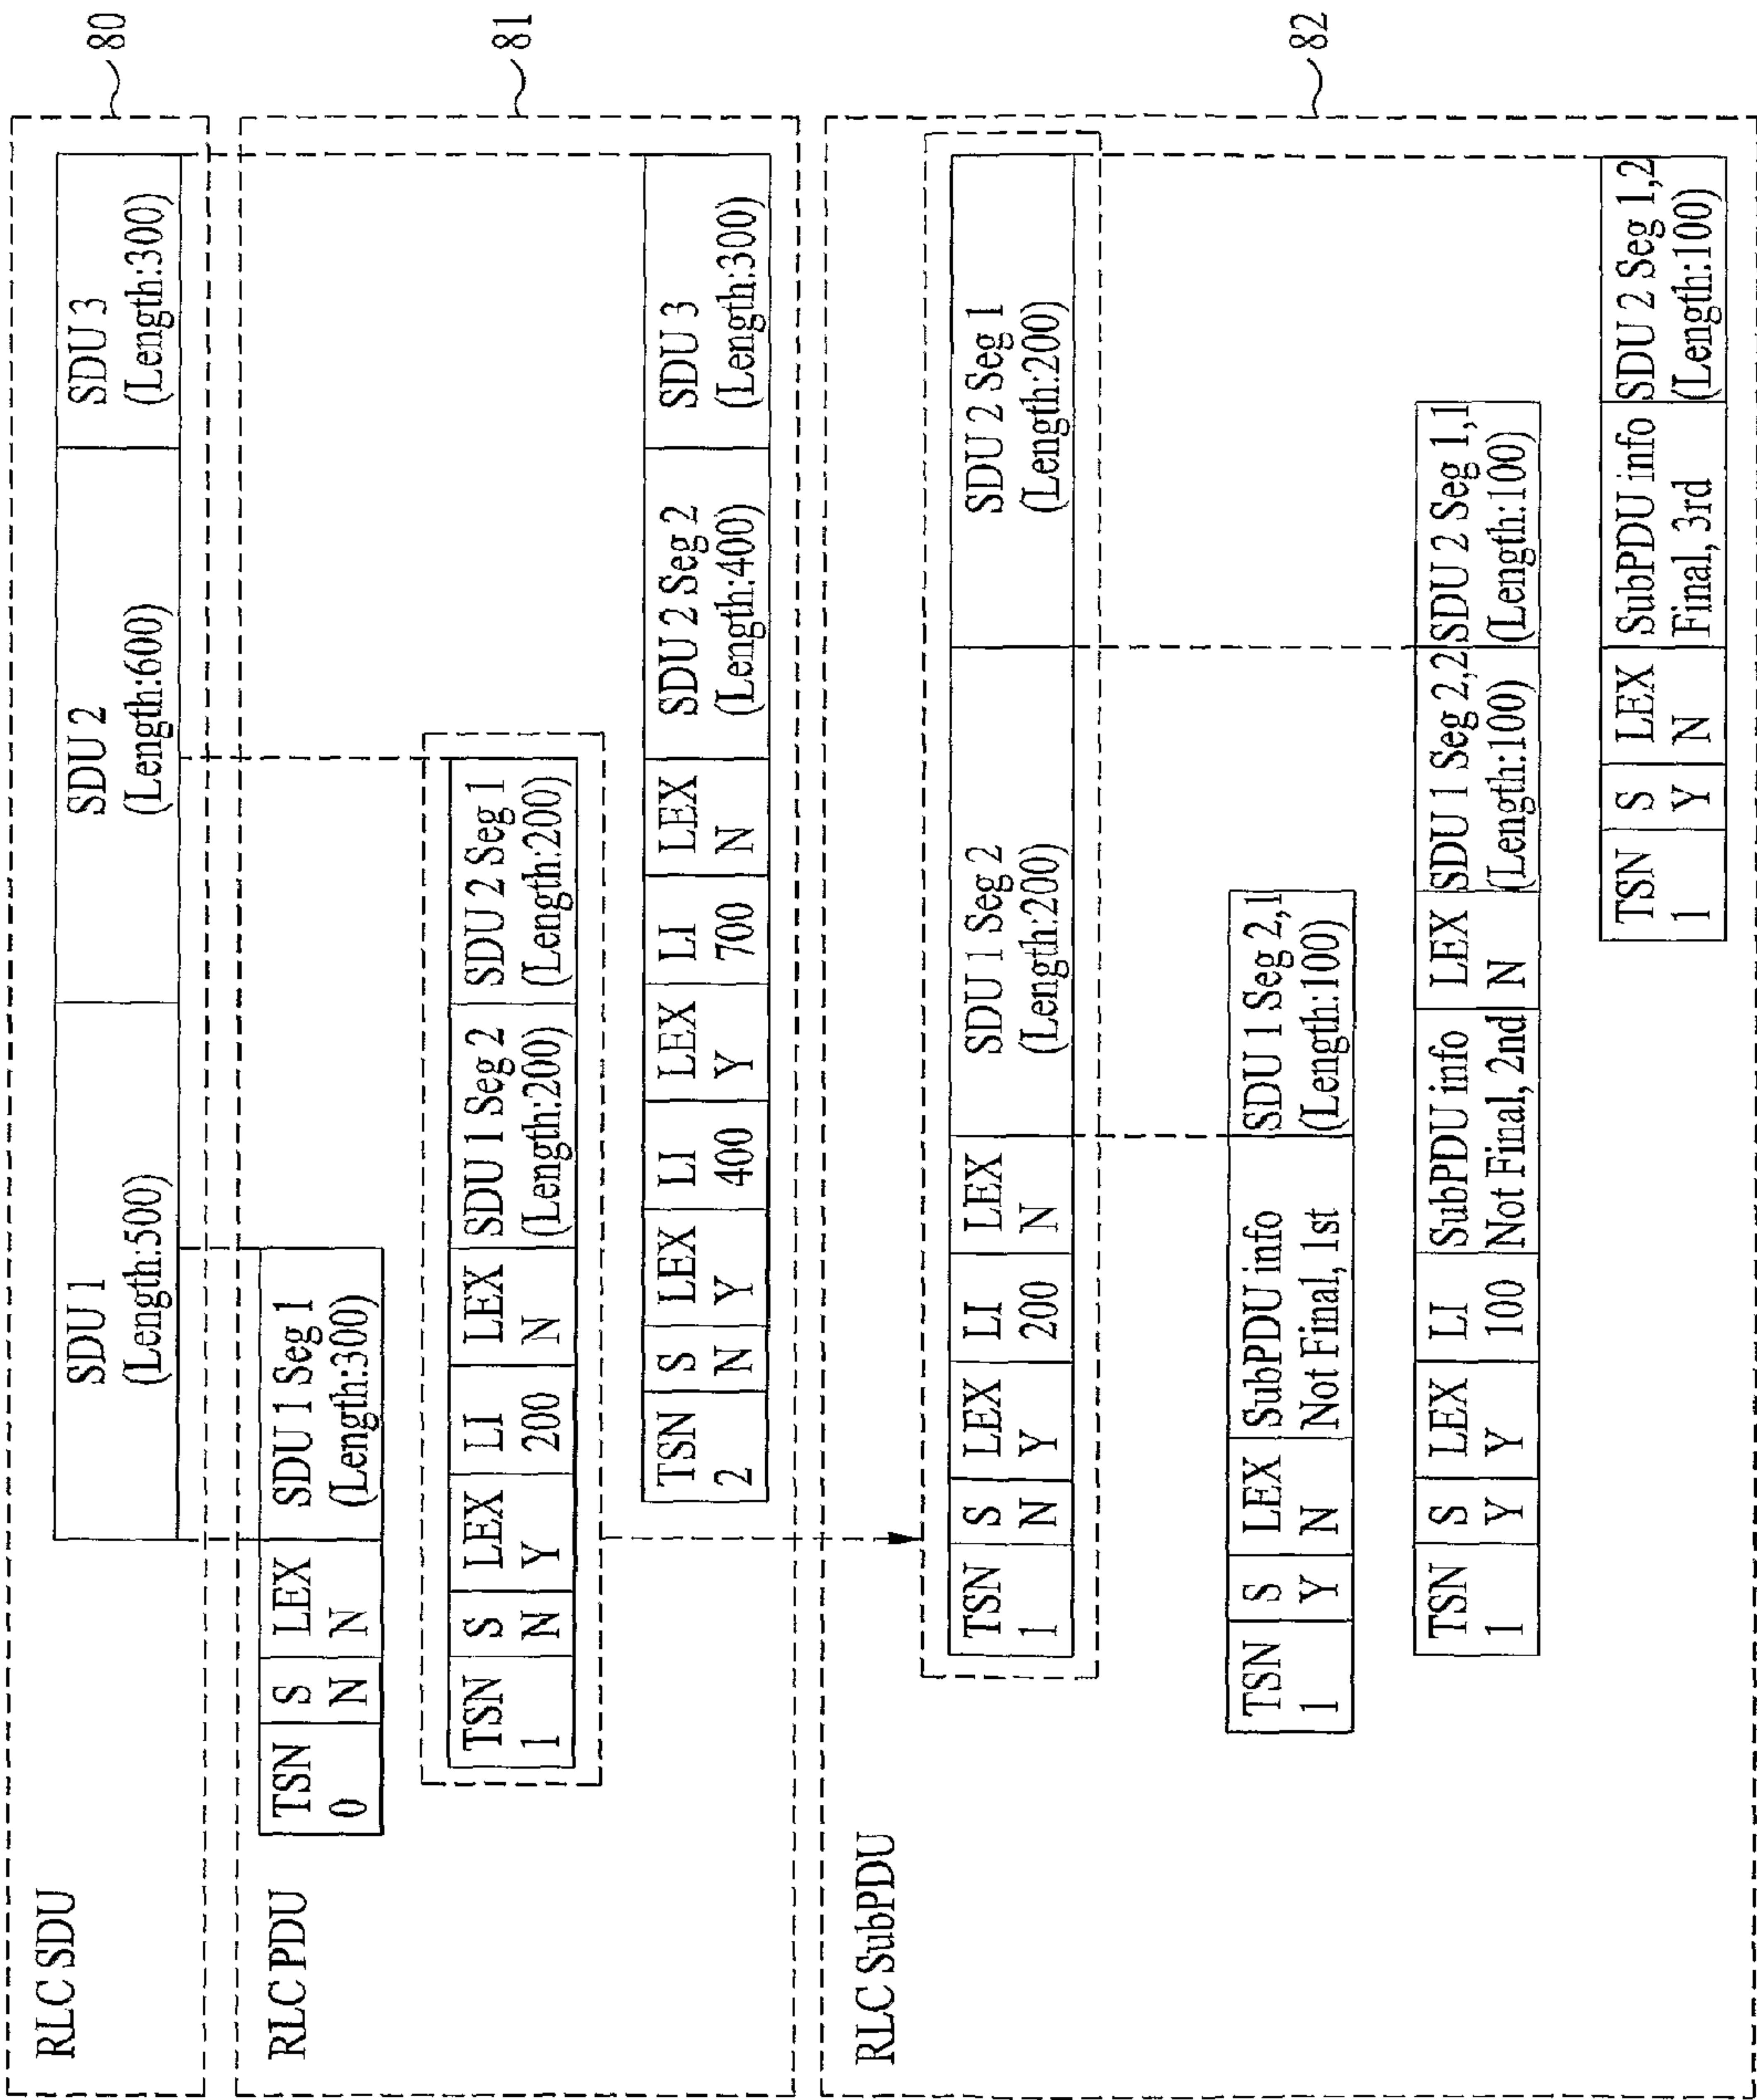 RLC SDU
SDU 1
(Length:500)
SDU 2
(Length:600)
SDU 3
(Length:300)
80
RLC PDU
TSN S LEX SDU 1 Seg 1
0 N N (Length:300)
TSN S LEX LI LEX SDU 1 Seg 2 SDU 2 Seg 1
1 N Y 200 N (Length:200) (Length:200)
TSN S LEX LI LEX LI LEX SDU 2 Seg 2 SDU 3
2 N Y 400 Y 700 N (Length:400) (Length:300)
81
RLC SubPDU
TSN S LEX LI LEX SDU 1 Seg 2 SDU 2 Seg 1
1 N Y 200 N (Length:200) (Length:200)
TSN S LEX SubPDU info SDU 1 Seg 2,1
1 Y N Not Final, 1st (Length:100)
TSN S LEX LI SubPDU info LEX SDU 1 Seg 2,2 SDU 2 Seg 1,1
1 Y Y 100 Not Final, 2nd N (Length:100) (Length:100)
TSN S LEX SubPDU info SDU 2 Seg 1,2
1 Y N Final, 3rd (Length:100)
82